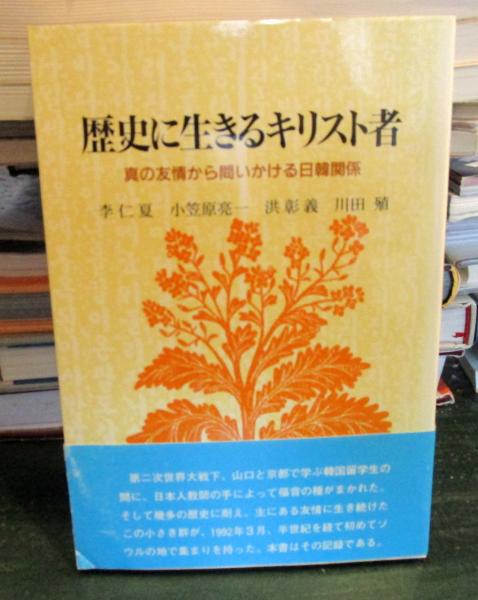 歴史に生きるキリスト者
真の友情から問いかける日韓関係
李仁夏 小笠原亮一 洪彰義 川田殖
第二次世界大戦下、山口と京都で学ぶ韓国留学生の
間に、日本人教師の手によって福音の種がまかれた。
そして幾多の歴史に耐え、主にある友情に生き続けた
この小さき群が、1992年3月、半世紀を経て初めてソ
ウルの地で集まりを持った。本書はその記録である。